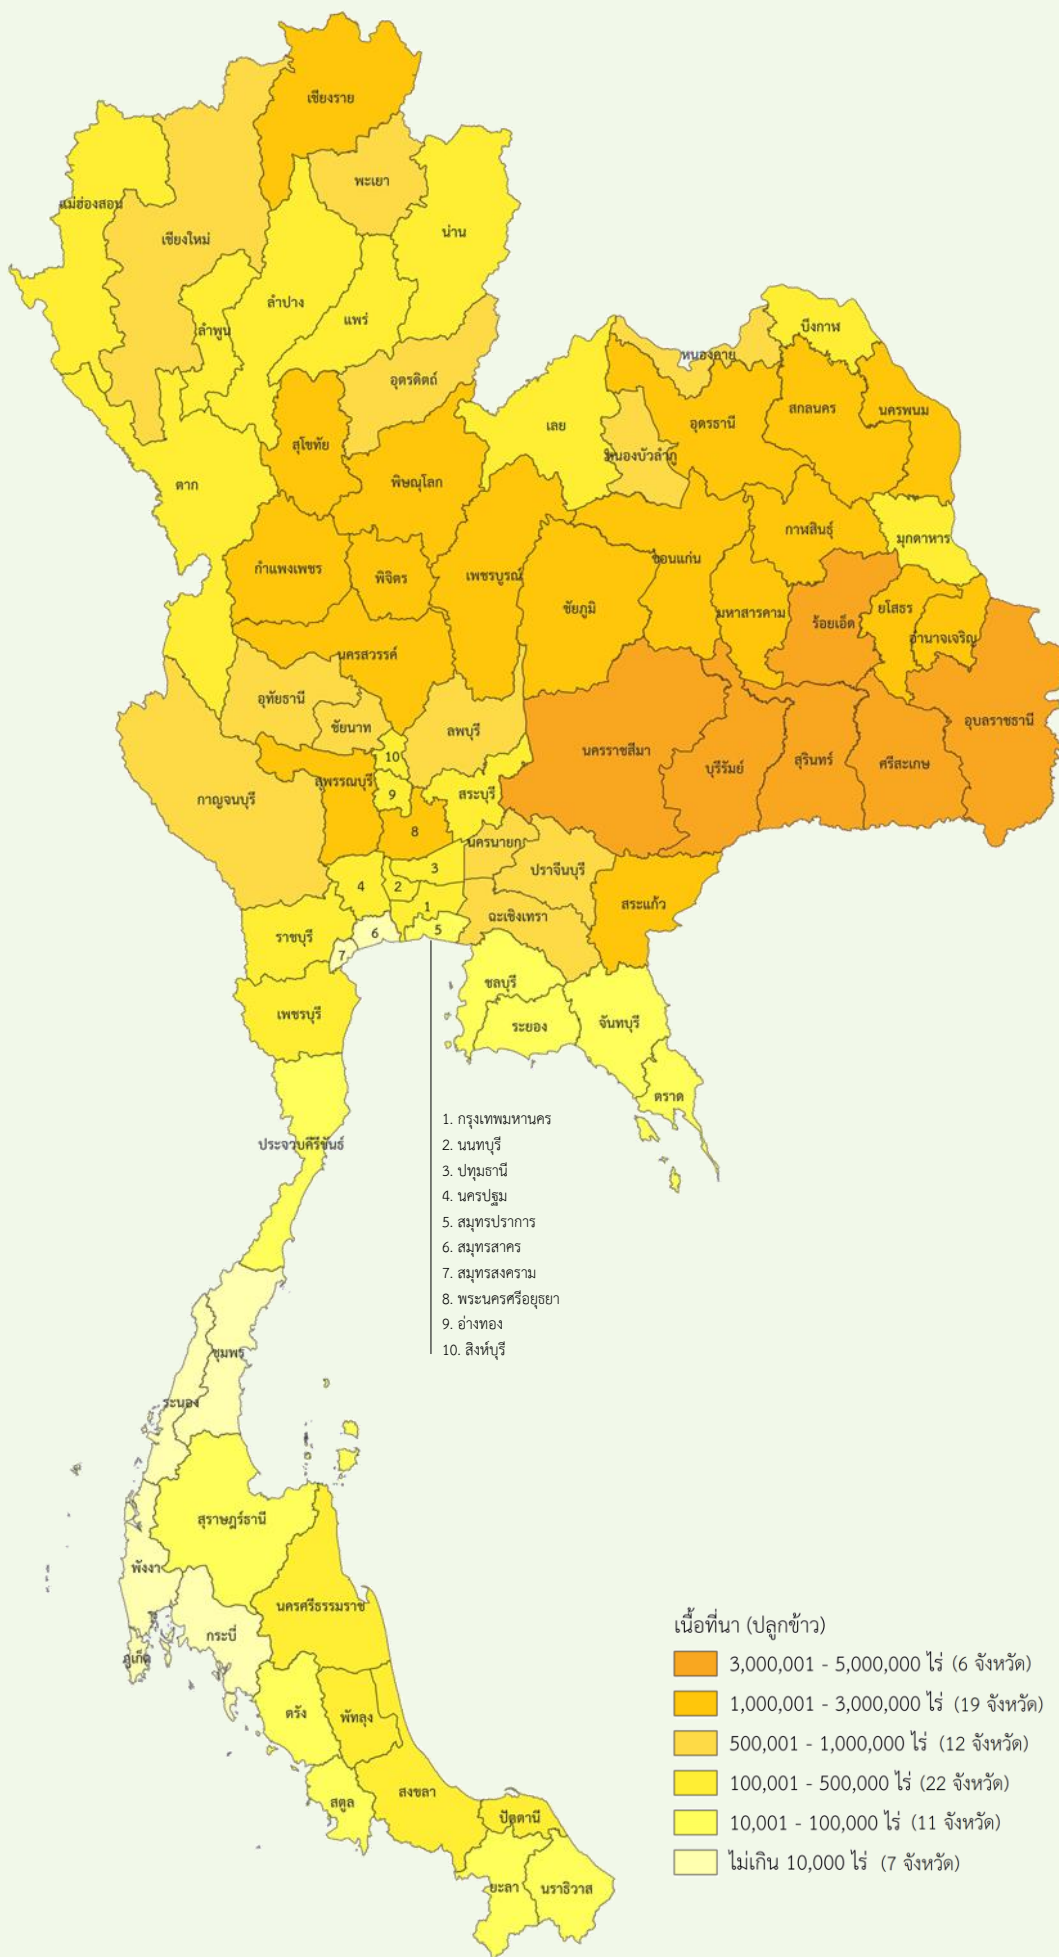 เชียงราย
พะเยา
แม่ฮ่องสอน
น่าน
เชียงใหม่
ลำปาง
แพร่
ลำพูน
บึงกาฬ
หนองคาย
อุตรดิตถ์
สกลนคร
นครพนม
อุดรธานี
เลย
สุโขทัย
หนองบัวลำภู
พิษณุโลก
ตาก
กาฬสินธุ์
มุกดาหาร
ขอนแก่น
กำแพงเพชร
พิจิตร
เพชรบูรณ์
ชัยภูมิ
มหาสารคาม
ร้อยเอ็ด
ยโสธร
อำนาจเจริญ
นครสวรรค์
อุทัยธานี
ชัยนาท
ลพบุรี
อุบลราชธานี
นครราชสีมา
บุรีรัมย์
สุรินทร์
ศรีสะเกษ
10
สุพรรณบุรี
9
สระบุรี
กาญจนบุรี
8
นครนายก
3
ปราจีนบุรี
4
2
1
สระแก้ว
ฉะเชิงเทรา
5
6
ราชบุรี
7
ชลบุรี
เพชรบุรี
ระยอง
จันทบุรี
ตราด
1. กรุงเทพมหานคร
ประจวบคีรีขันธ์
2. นนทบุรี
3. ปทุมธานี
4. นครปฐม
5. สมุทรปราการ
6. สมุทรสาคร
7. สมุทรสงคราม
8. พระนครศรีอยุธยา
9. อ่างทอง
10. สิงห์บุรี
ชุมพร
ระนอง
สุราษฎร์ธานี
พังงา
นครศรีธรรมราช
กระบี่
ภูเก็ต
ตรัง
พัทลุง
สงขลา
สตูล
ปัตตานี
ยะลา
นราธิวาส
เนื้อที่นา (ปลูกข้าว)
3,000,001 - 5,000,000 ไร่ (6 จังหวัด)
1,000,001 - 3,000,000 ไร่ (19 จังหวัด)
500,001 - 1,000,000 ไร่ (12 จังหวัด)
100,001 - 500,000 ไร่ (22 จังหวัด)
10,001 - 100,000 ไร่ (11 จังหวัด)
ไม่เกิน 10,000 ไร่ (7 จังหวัด)